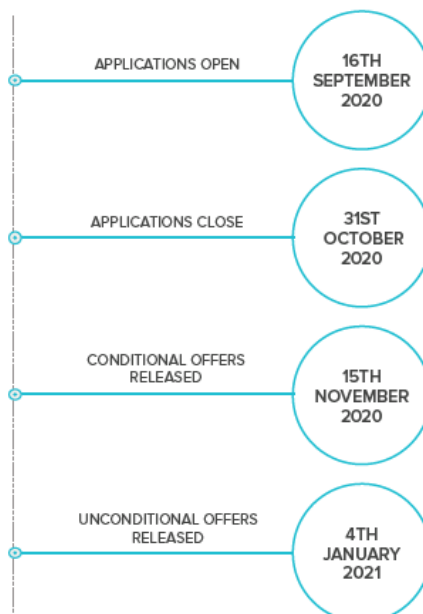 APPLICATIONS OPEN
16TH
SEPTEMBER
2020
APPLICATIONS CLOSE
31ST
OCTOBER
2020
CONDITIONAL OFFERS
RELEASED
15TH
NOVEMBER
2020
UNCONDITIONAL OFFERS
RELEASED
4TH
JANUARY
2021